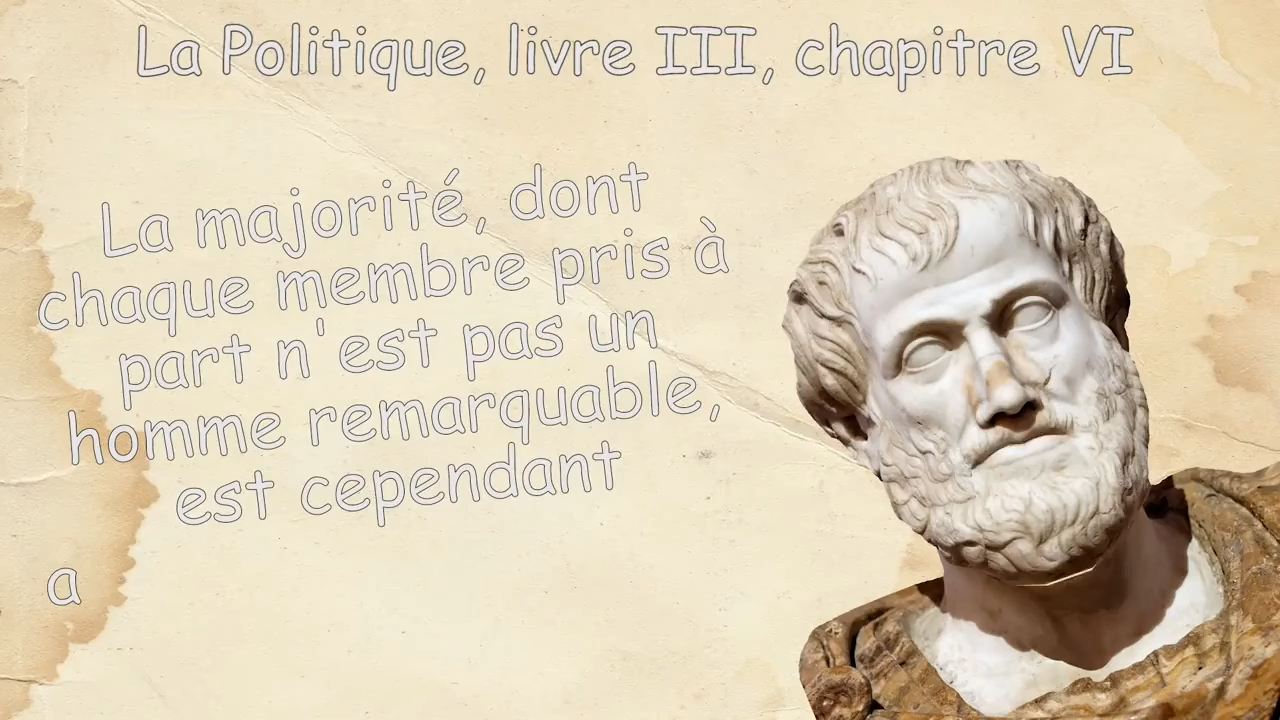 La Politique, livre III, chapitre VI
La majorité, dont
chaque membre pris à
part n'est pas un
homme remarquable,
est cependant
a